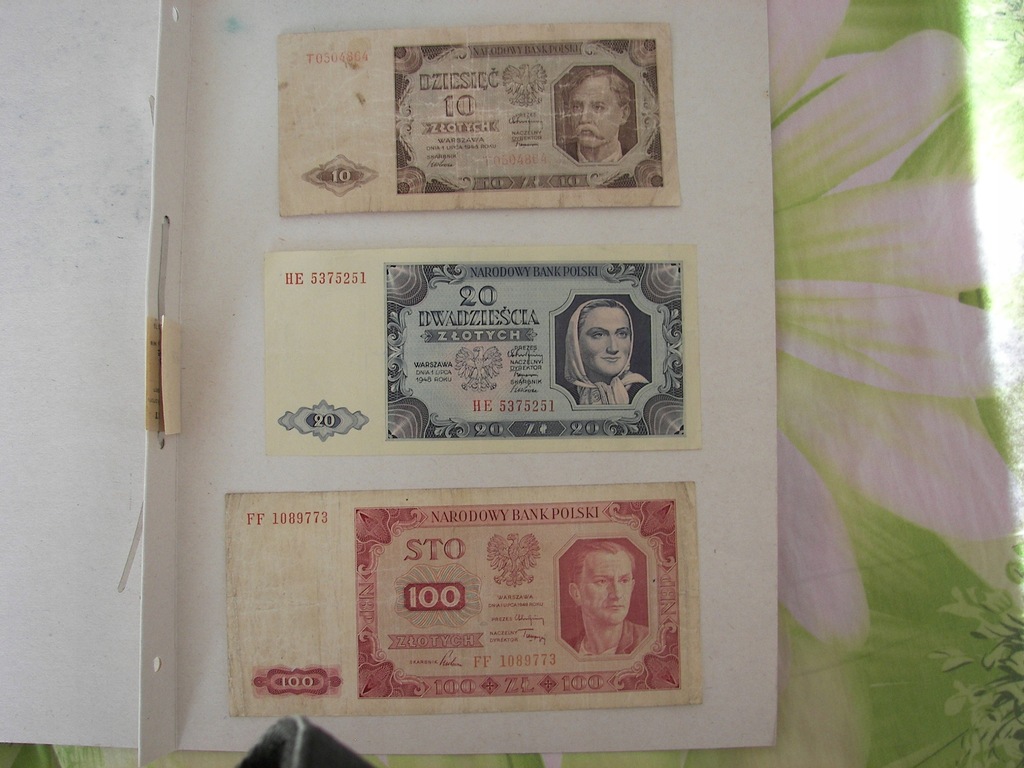 T0504864
NARODOWY BANK POLSKI
DZIESIĘĆ
10
ZŁOTYCH
WARSZAWA
DNIA 1 LIPCA 1948 ROKU
SKARBNIK
PREZES
NACZELNY
DYREKTOR
T0504864
10
10 ZŁ 10
HE 5375251
NARODOWY BANK POLSKI
20
DWADZIEŚCIA
ZŁOTYCH
WARSZAWA
DNIA 1 LIPCA
1948 ROKU
PREZES
NACZELNY
DYREKTOR
SKARBNIK
HE 5375251
20
20 ZŁ 20
FF 1089773
NARODOWY BANK POLSKI
STO
100
ZŁOTYCH
NBP
NBP
WARSZAWA
DNIA 1 LIPCA 1948 ROKU
PREZES
NACZELNY
DYREKTOR
SKARBNIK
FF 1089773
100
100 ZŁ 100